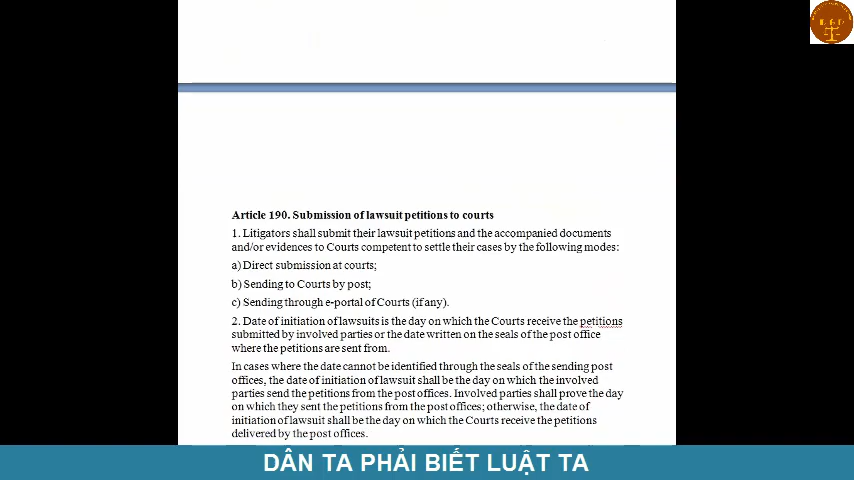 Article 190. Submission of lawsuit petitions to courts
1. Litigators shall submit their lawsuit petitions and the accompanied documents
and/or evidences to Courts competent to settle their cases by the following modes:
a) Direct submission at courts;
b) Sending to Courts by post;
c) Sending through e-portal of Courts (if any).
2. Date of initiation of lawsuits is the day on which the Courts receive the petitions
submitted by involved parties or the date written on the seals of the post office
where the petitions are sent from.
In cases where the date cannot be identified through the seals of the sending post
offices, the date of initiation of lawsuit shall be the day on which the involved
parties send the petitions from the post offices. Involved parties shall prove the day
on which they sent the petitions from the post offices; otherwise, the date of
initiation of lawsuit shall be the day on which the Courts receive the petitions
delivered by the post offices.
DÂN TA PHẢI BIẾT LUẬT TA